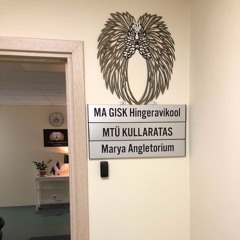 MA GISK Hingeravikool
MTÜ KULLARATAS
Marya Angletorium